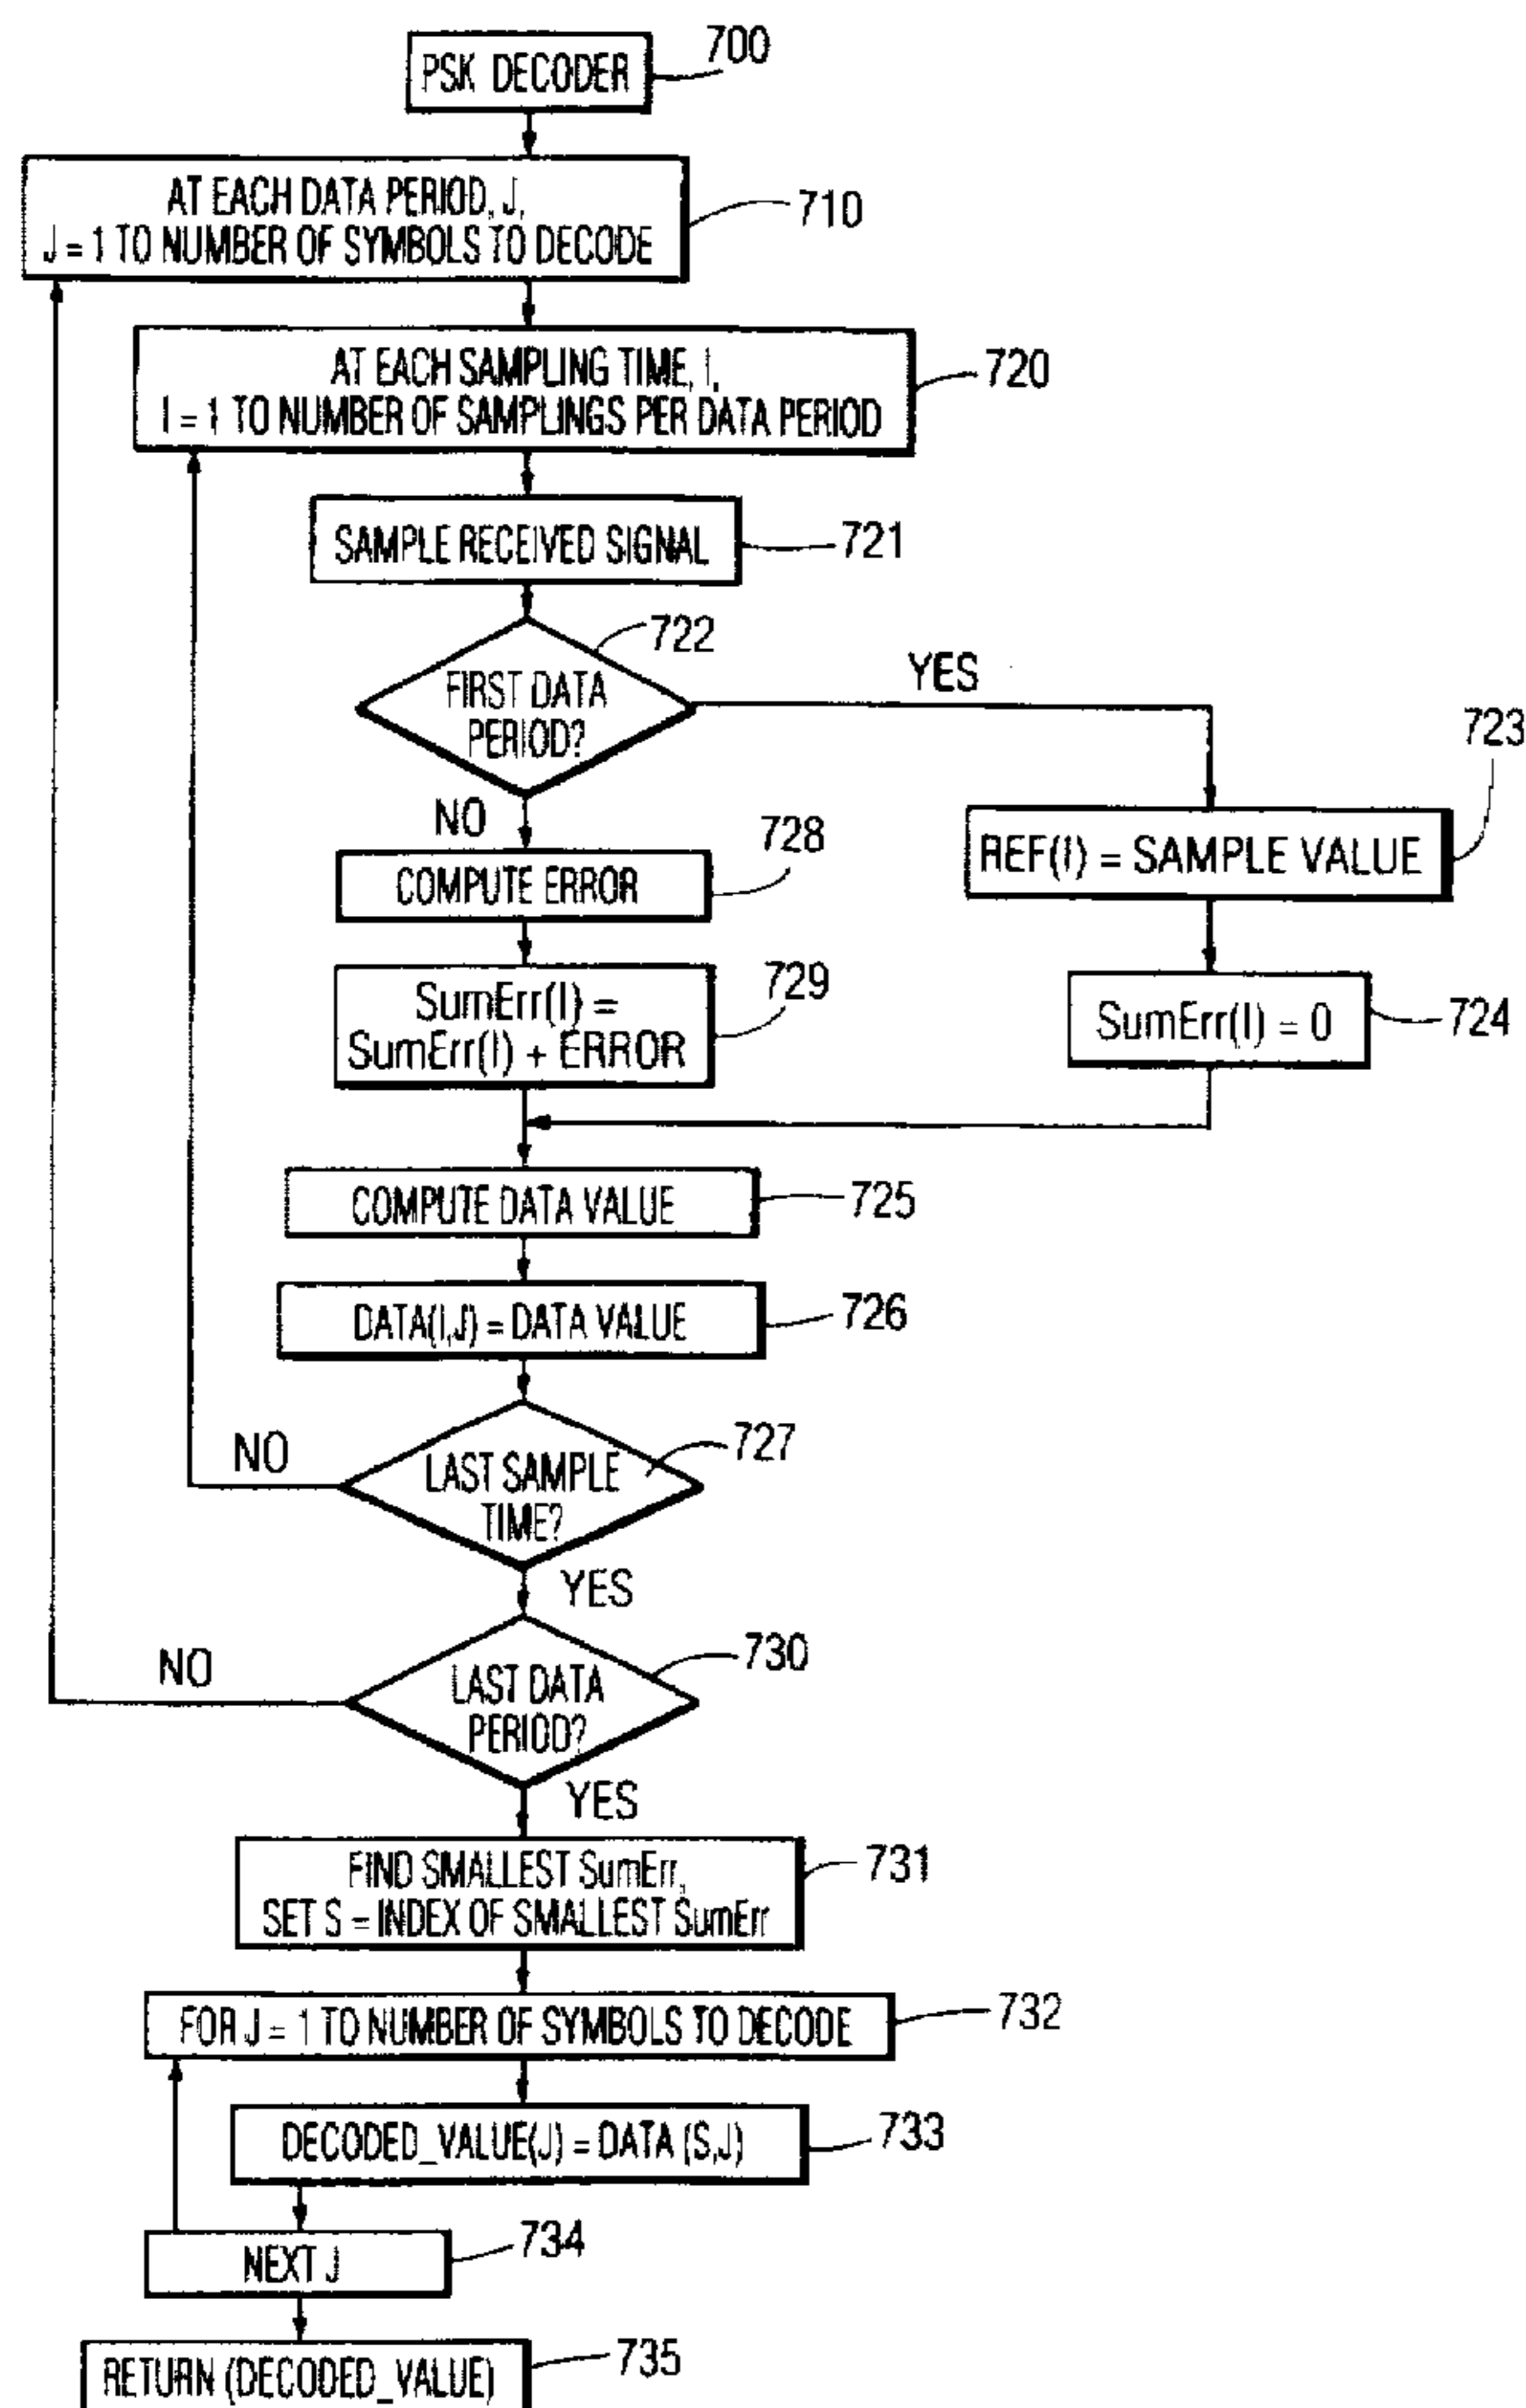 PSK DECODER
700
AT EACH DATA PERIOD, J,
J = 1 TO NUMBER OF SYMBOLS TO DECODE
710
AT EACH SAMPLING TIME, I,
I = 1 TO NUMBER OF SAMPLINGS PER DATA PERIOD
720
SAMPLE RECEIVED SIGNAL
721
722
FIRST DATA
PERIOD?
YES
NO
723
REF(I) = SAMPLE VALUE
728
COMPUTE ERROR
729
SumErr(I) =
SumErr(I) + ERROR
SumErr(I) = 0
724
COMPUTE DATA VALUE
725
DATA(I,J) = DATA VALUE
726
LAST SAMPLE
TIME?
727
NO
YES
LAST DATA
PERIOD?
730
NO
YES
FIND SMALLEST SumErr,
SET S = INDEX OF SMALLEST SumErr
731
FOR J = 1 TO NUMBER OF SYMBOLS TO DECODE
732
DECODED_VALUE(J) = DATA (S,J)
733
NEXT J
734
RETURN (DECODED_VALUE)
735